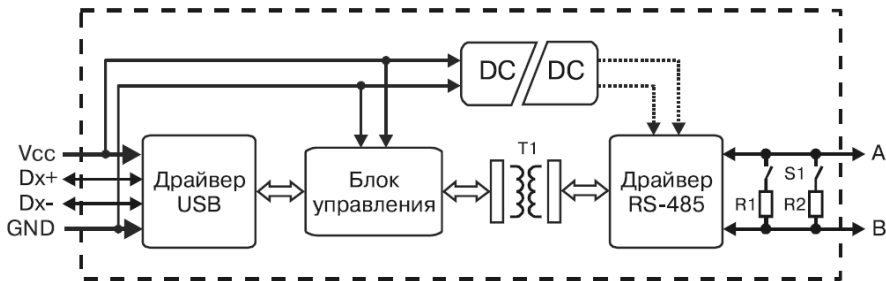 DC DC
Vcc
Dx+
Dx-
GND
Драйвер
USB
Блок
управления
T1
Драйвер
RS-485
S1
R1
R2
A
B